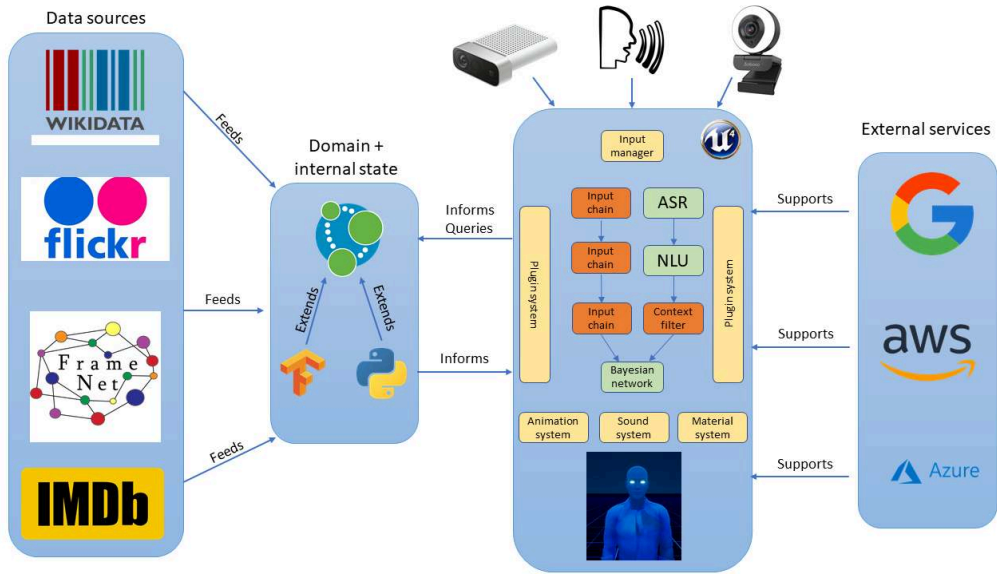 Data sources
WIKIDATA
flickr
FRAME
NET
IMDb
Feeds
Feeds
Feeds
Domain +
internal state
Extends
Extends
Informs
Queries
Informs
Input
manager
Plugin system
Input
chain
Input
chain
Input
chain
ASR
NLU
Context
filter
Bayesian
network
Plugin system
Animation
system
Sound
system
Material
system
U
4
Supports
Supports
Supports
External services
G
aws
Azure